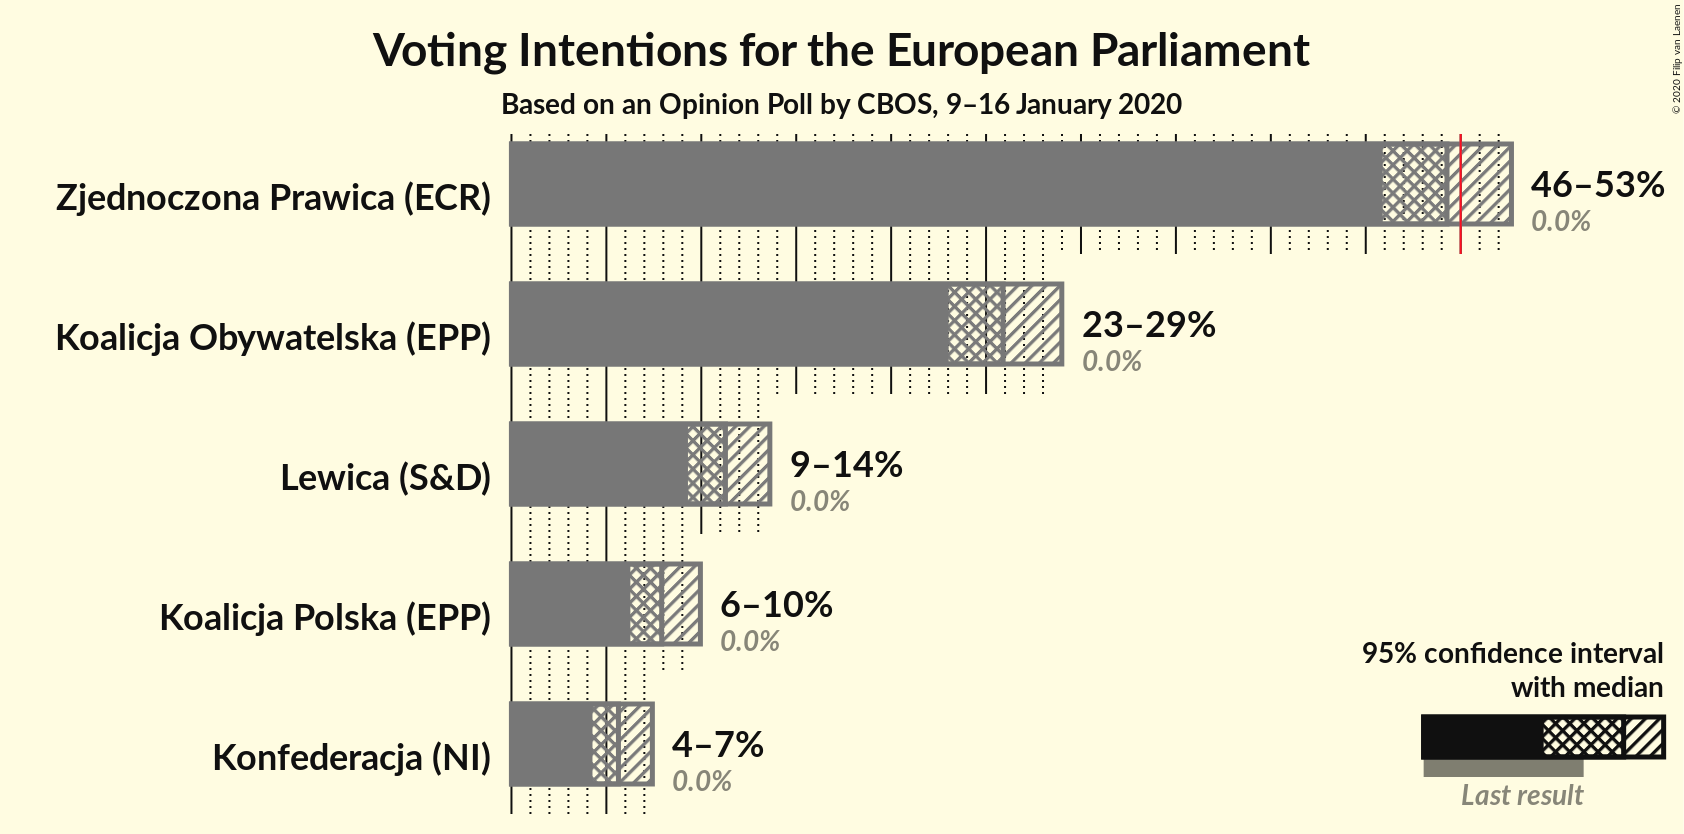 Voting Intentions for the European Parliament
Based on an Opinion Poll by CBOS, 9–16 January 2020
© 2020 Filip van Laenen
Zjednoczona Prawica (ECR)
46–53%
0.0%
Koalicja Obywatelska (EPP)
23–29%
0.0%
Lewica (S&D)
9–14%
0.0%
Koalicja Polska (EPP)
6–10%
0.0%
Konfederacja (NI)
4–7%
0.0%
95% confidence interval
with median
Last result